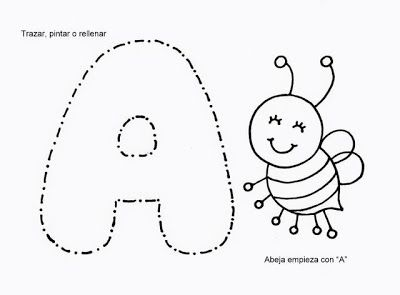 Trazar, pintar o rellenar
A
Abeja empieza con "A"